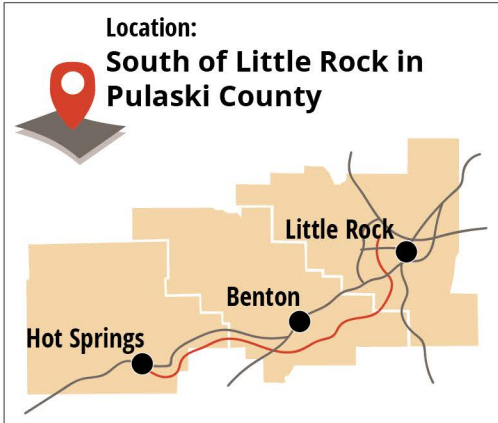 Location:
South of Little Rock in
Pulaski County
Little Rock
Benton
Hot Springs